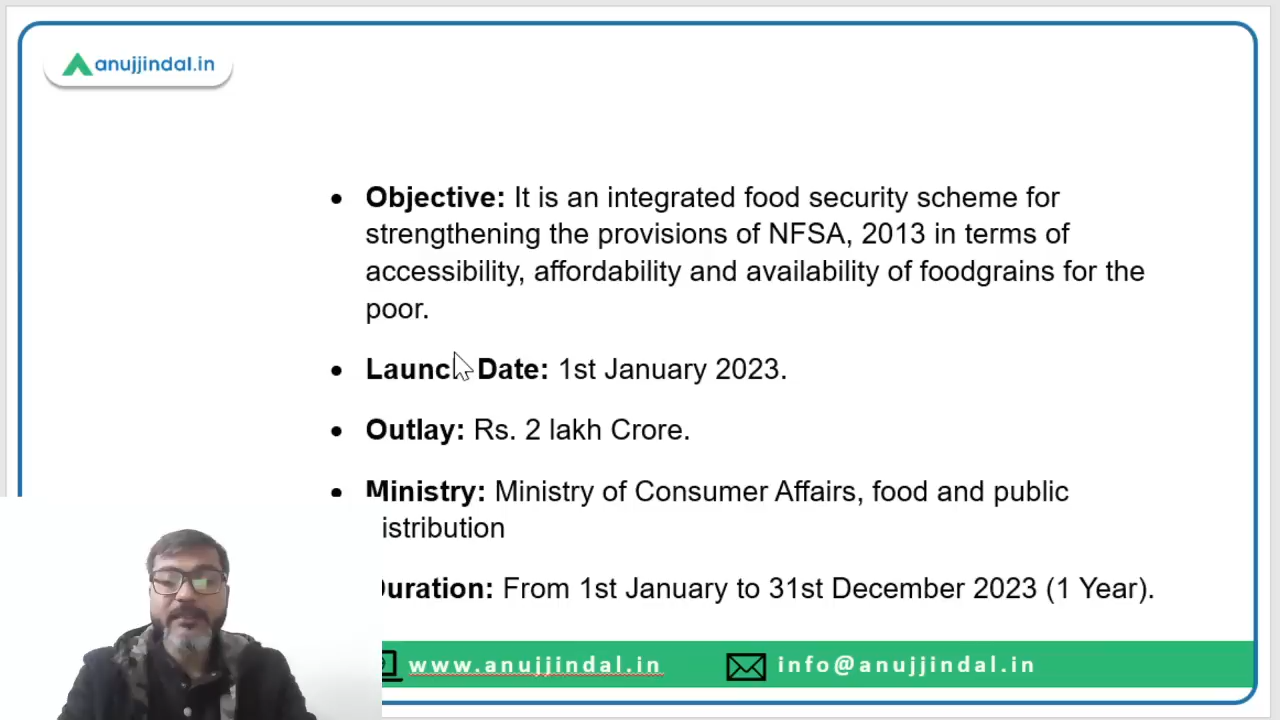 anujjindal.in
• Objective: It is an integrated food security scheme for
strengthening the provisions of NFSA, 2013 in terms of
accessibility, affordability and availability of foodgrains for the
poor.
• Launch Date: 1st January 2023.
• Outlay: Rs. 2 lakh Crore.
• Ministry: Ministry of Consumer Affairs, food and public
istribution
Duration: From 1st January to 31st December 2023 (1 Year).
www.anujjindal.in
info@anujjindal.in